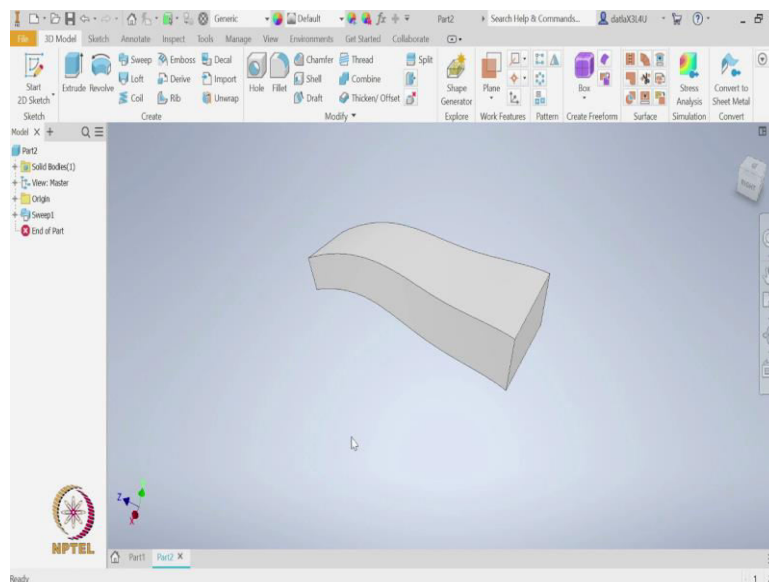 Generic Default fx Part2 Search Help & Commands... datlaX3L4U
File 3D Model Sketch Annotate Inspect Tools Manage View Environments Get Started Collaborate
Start 2D Sketch Extrude Revolve Sweep Emboss Decal Hole Fillet Chamfer Thread Split Shape Generator Plane Box Stress Analysis Convert to Sheet Metal
Loft Derive Import Shell Combine
Coil Rib Unwrap Draft Thicken/ Offset
Sketch Create Modify Explore Work Features Pattern Create Freeform Surface Simulation Convert
Model X +
Part2
Solid Bodies(1)
View: Master
Origin
Sweep1
End of Part
RIGHT
Z
X
NPTEL
Part1 Part2 X
Ready 1